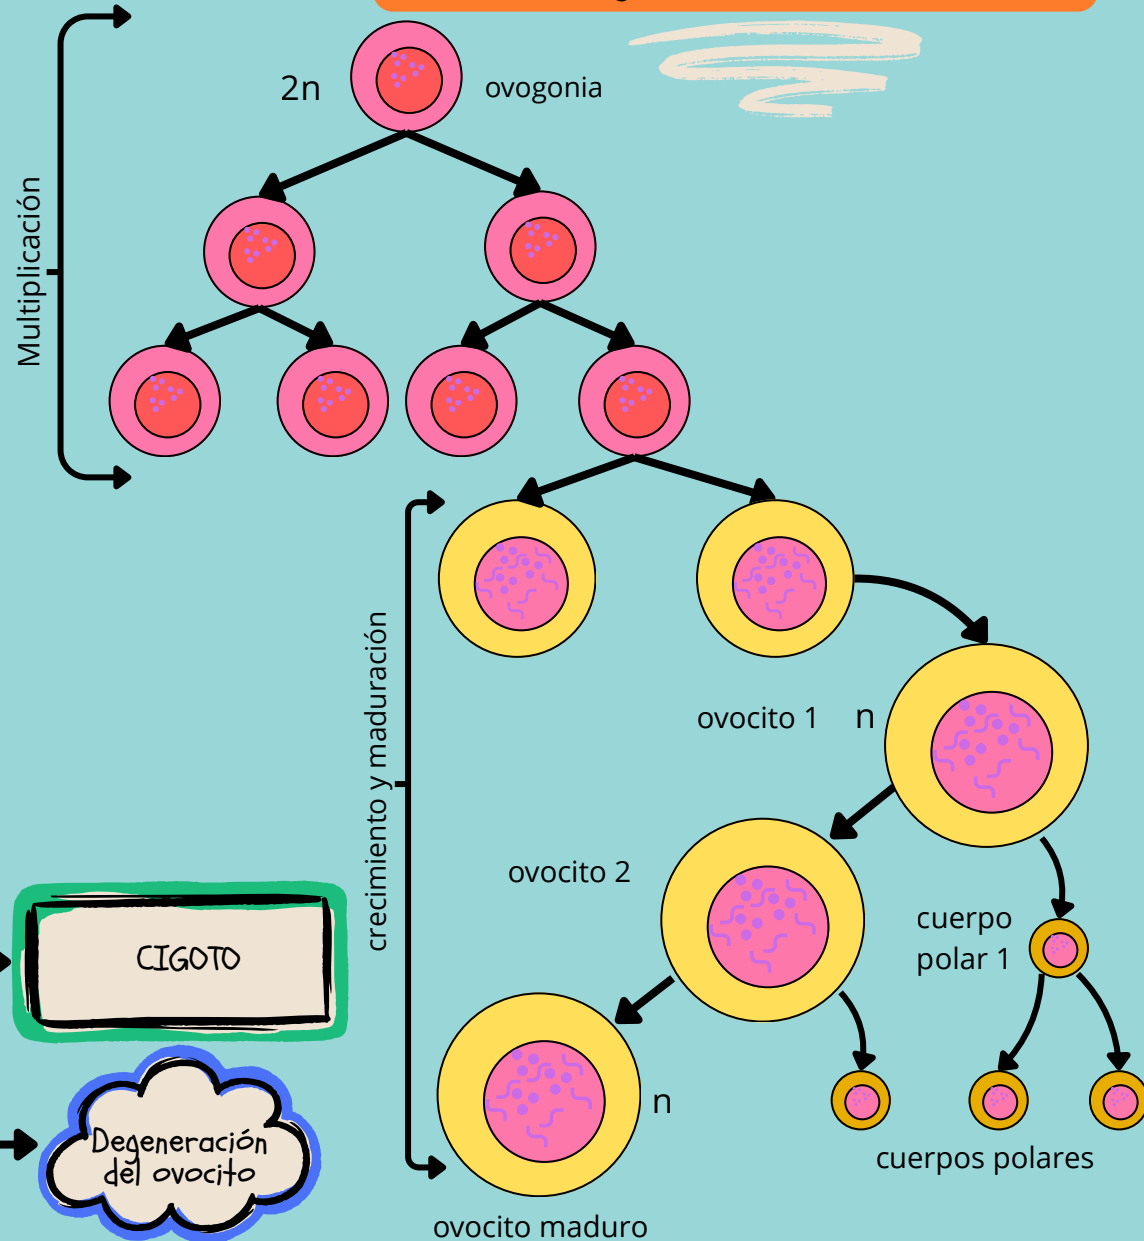 2n
ovogonia
Multiplicación
crecimiento y maduración
ovocito 1
n
ovocito 2
cuerpo
polar 1
CIGOTO
n
Degeneración
del ovocito
cuerpos polares
ovocito maduro